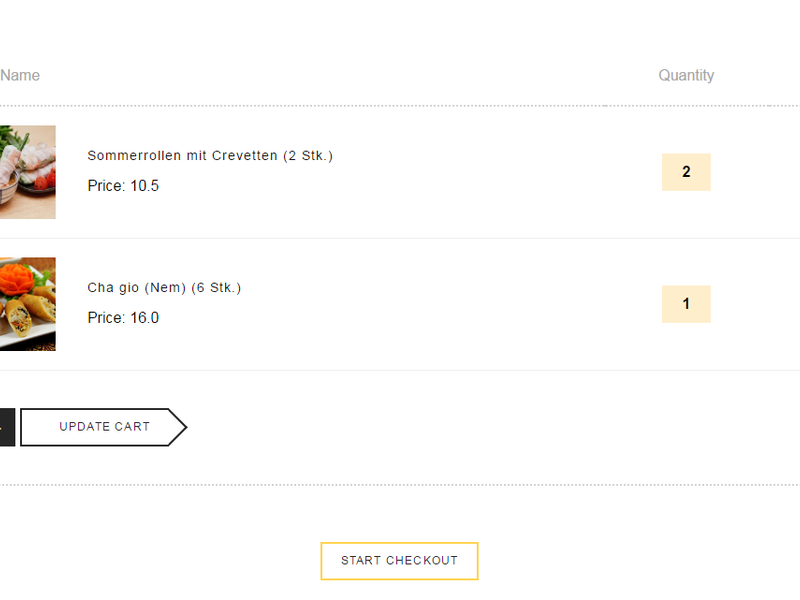 Name Quantity
Sommerrollen mit Crevetten (2 Stk.)
Price: 10.5
2
Cha gio (Nem) (6 Stk.)
Price: 16.0
1
UPDATE CART
START CHECKOUT